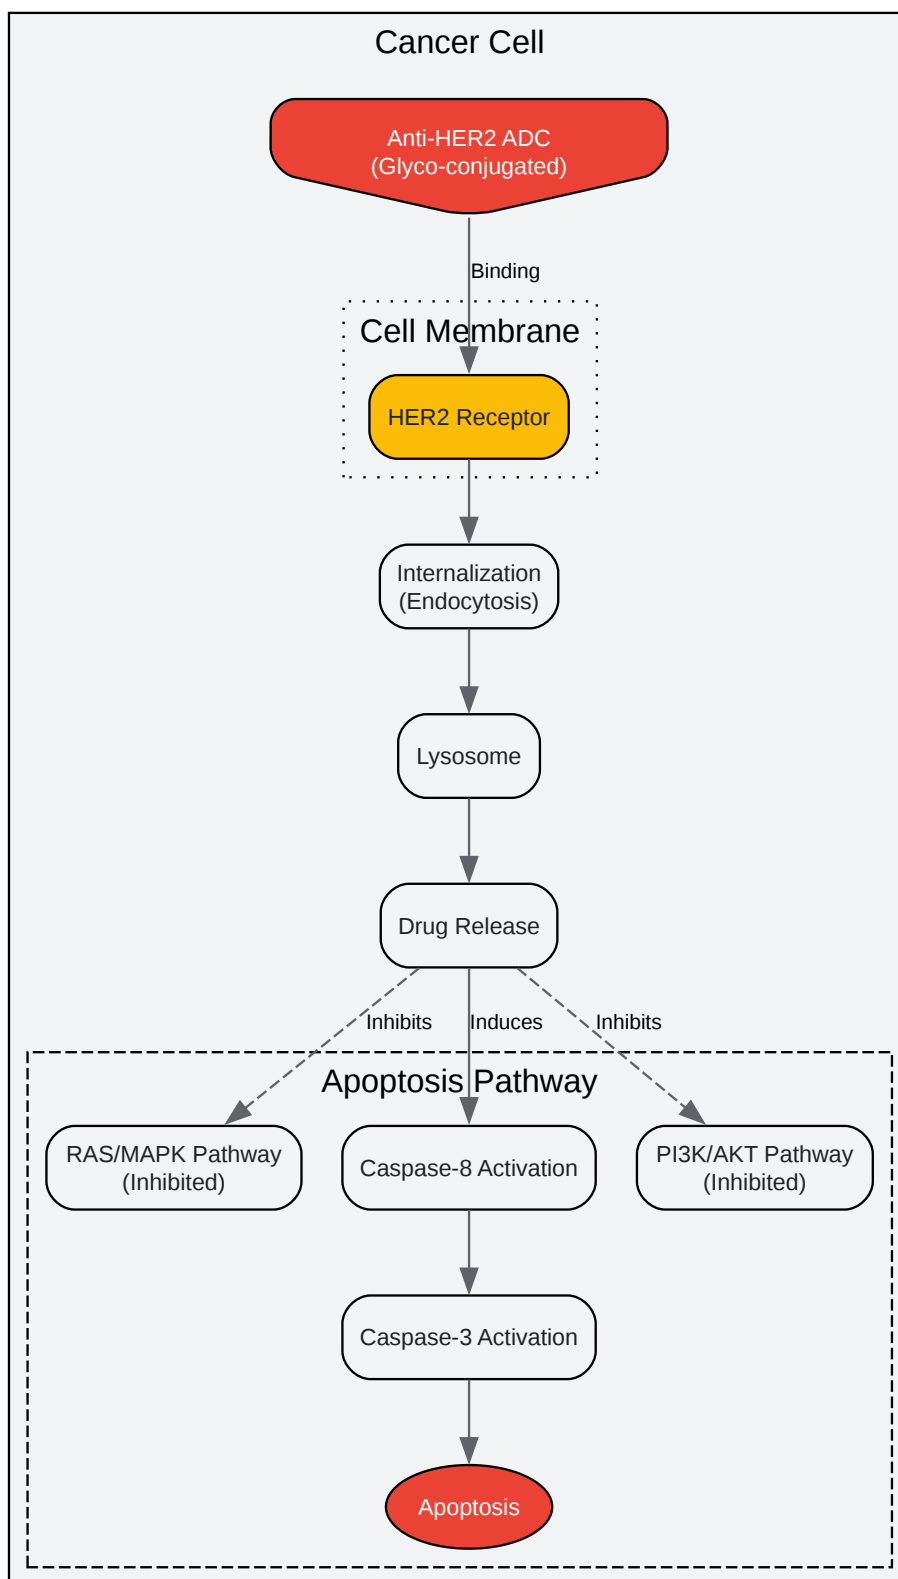 Cancer Cell
Anti-HER2 ADC
(Glyco-conjugated)
Binding
Cell Membrane
HER2 Receptor
Internalization
(Endocytosis)
Lysosome
Drug Release
Inhibits
Induces
Inhibits
Apoptosis Pathway
RAS/MAPK Pathway
(Inhibited)
Caspase-8 Activation
PI3K/AKT Pathway
(Inhibited)
Caspase-3 Activation
Apoptosis